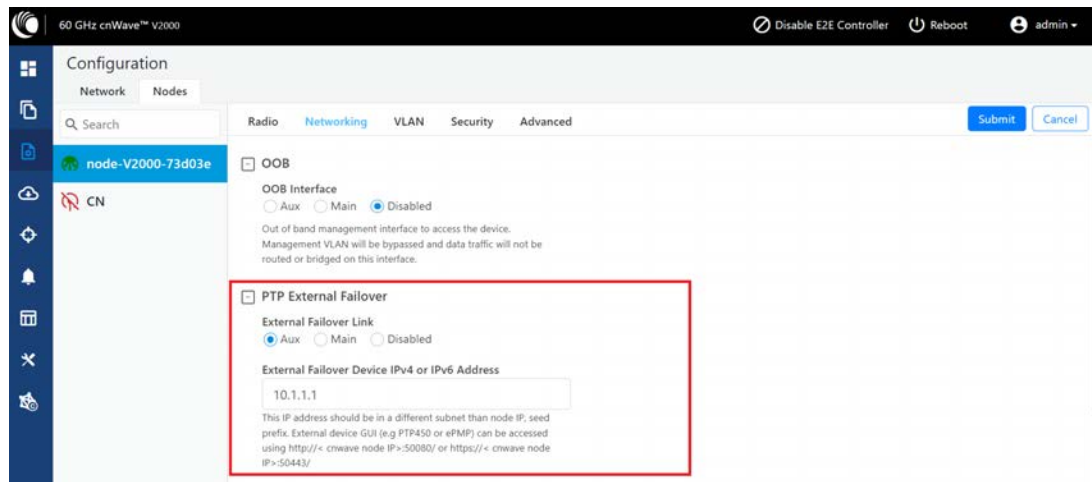 60 GHz cnWave™ V2000
Disable E2E Controller
Reboot
admin
Configuration
Network Nodes
Search
Radio Networking VLAN Security Advanced
Submit Cancel
node-V2000-73d03e
CN
OOB
OOB Interface
Aux Main Disabled
Out of band management interface to access the device.
Management VLAN will be bypassed and data traffic will not be
routed or bridged on this interface.
PTP External Failover
External Failover Link
Aux Main Disabled
External Failover Device IPv4 or IPv6 Address
10.1.1.1
This IP address should be in a different subnet than node IP, seed
prefix. External device GUI (e.g PTP450 or ePMP) can be accessed
using http://< cnwave node IP>:50080/ or https://< cnwave node
IP>:50443/